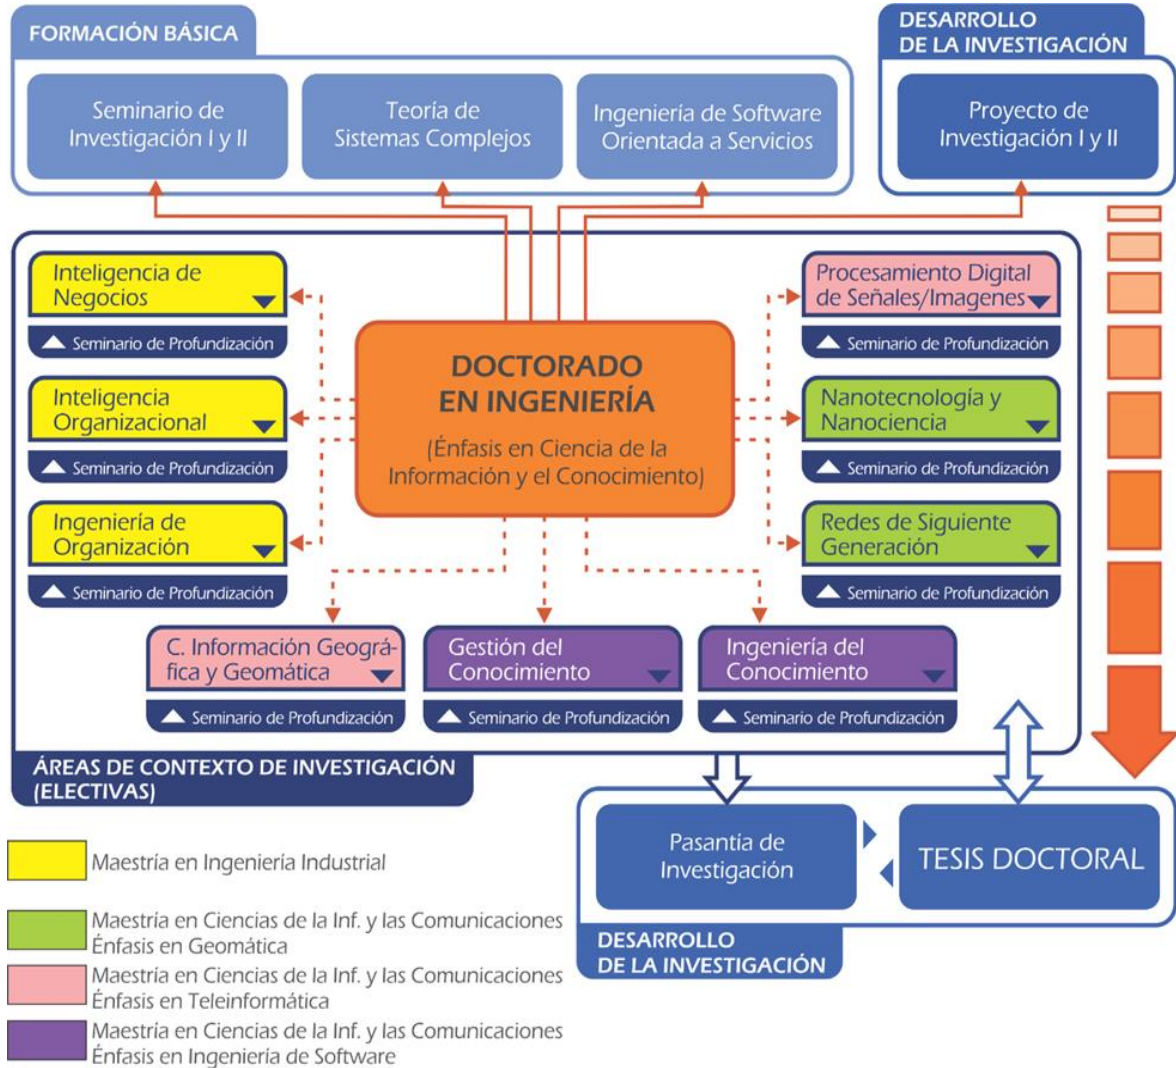 FORMACIÓN BÁSICA
Seminario de
Investigación I y II
Teoría de
Sistemas Complejos
Ingeniería de Software
Orientada a Servicios
DESARROLLO
DE LA INVESTIGACIÓN
Proyecto de
Investigación I y II
Inteligencia de
Negocios
Seminario de Profundización
Inteligencia
Organizacional
Seminario de Profundización
Ingeniería de
Organización
Seminario de Profundización
DOCTORADO
EN INGENIERÍA
(Énfasis en Ciencia de la
Información y el Conocimiento)
Procesamiento Digital
de Señales/Imagenes
Seminario de Profundización
Nanotecnología y
Nanociencia
Seminario de Profundización
Redes de Siguiente
Generación
Seminario de Profundización
C. Información Geográ-
fica y Geomática
Seminario de Profundización
Gestión del
Conocimiento
Seminario de Profundización
Ingeniería del
Conocimiento
Seminario de Profundización
ÁREAS DE CONTEXTO DE INVESTIGACIÓN
(ELECTIVAS)
Pasantía de
Investigación
TESIS DOCTORAL
DESARROLLO
DE LA INVESTIGACIÓN
Maestría en Ingeniería Industrial
Maestría en Ciencias de la Inf. y las Comunicaciones
Énfasis en Geomática
Maestría en Ciencias de la Inf. y las Comunicaciones
Énfasis en Teleinformática
Maestría en Ciencias de la Inf. y las Comunicaciones
Énfasis en Ingeniería de Software